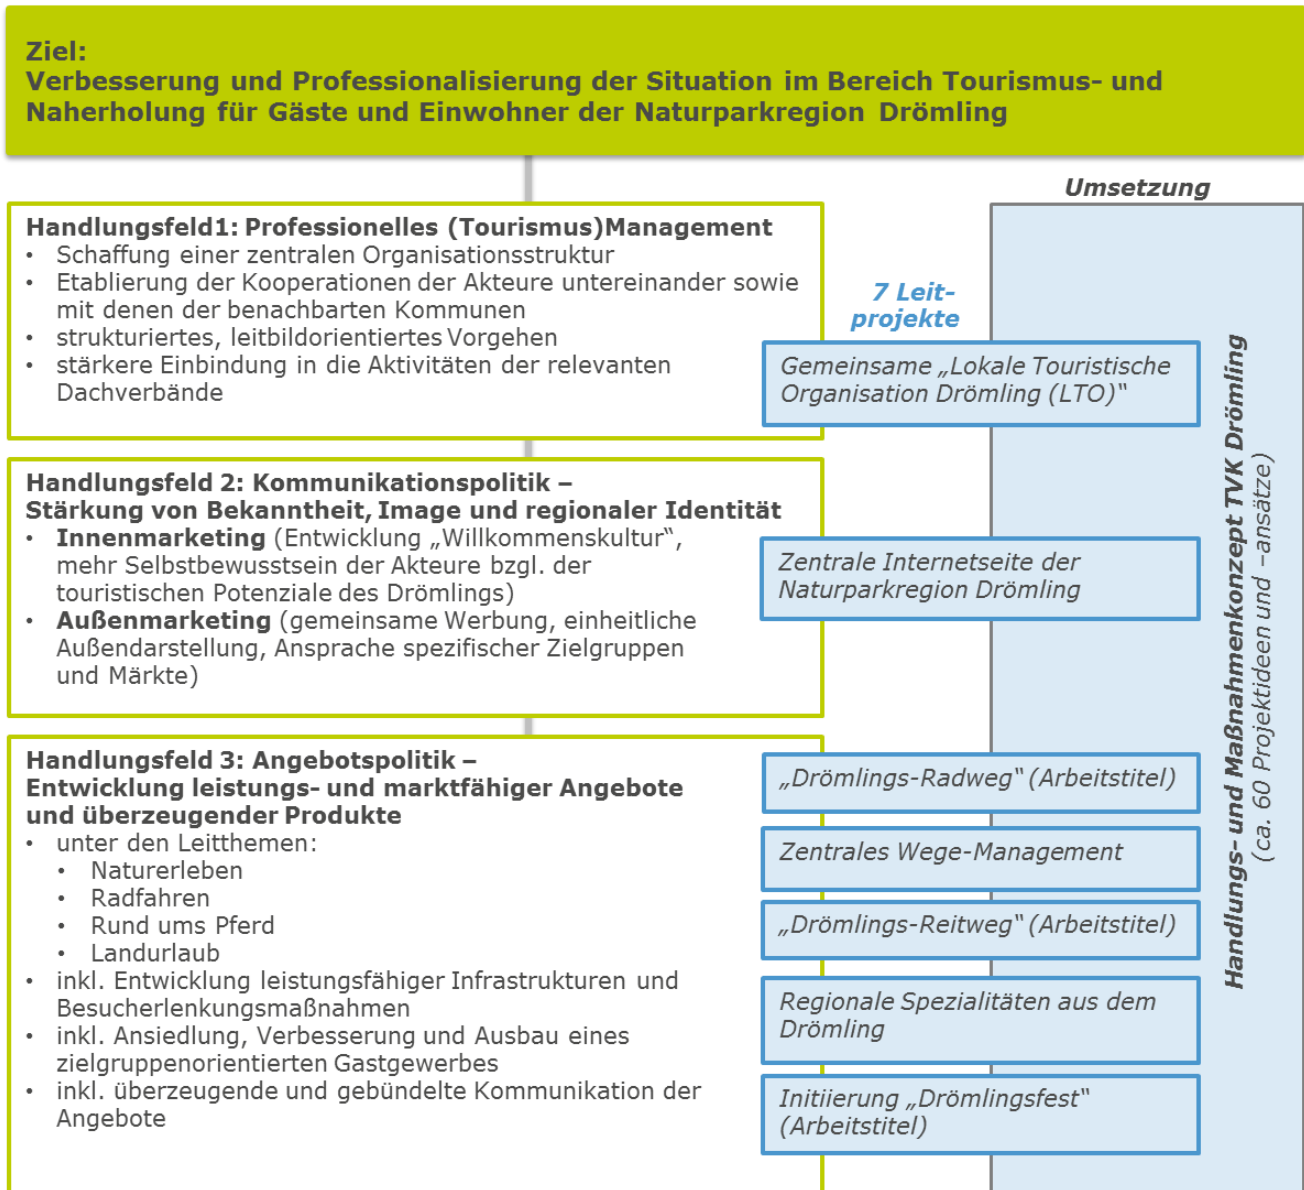 Ziel:
Verbesserung und Professionalisierung der Situation im Bereich Tourismus- und
Naherholung für Gäste und Einwohner der Naturparkregion Drömling
Umsetzung
Handlungsfeld1: Professionelles (Tourismus)Management
• Schaffung einer zentralen Organisationsstruktur
• Etablierung der Kooperationen der Akteure untereinander sowie
mit denen der benachbarten Kommunen
• strukturiertes, leitbildorientiertes Vorgehen
• stärkere Einbindung in die Aktivitäten der relevanten
Dachverbände
7 Leit-
projekte
Gemeinsame „Lokale Touristische
Organisation Drömling (LTO)“
Handlungsfeld 2: Kommunikationspolitik –
Stärkung von Bekanntheit, Image und regionaler Identität
• Innenmarketing (Entwicklung „Willkommenskultur“,
mehr Selbstbewusstsein der Akteure bzgl. der
touristischen Potenziale des Drömlings)
• Außenmarketing (gemeinsame Werbung, einheitliche
Außendarstellung, Ansprache spezifischer Zielgruppen
und Märkte)
Zentrale Internetseite der
Naturparkregion Drömling
Handlungsfeld 3: Angebotspolitik –
Entwicklung leistungs- und marktfähiger Angebote
und überzeugender Produkte
• unter den Leitthemen:
• Naturerleben
• Radfahren
• Rund ums Pferd
• Landurlaub
• inkl. Entwicklung leistungsfähiger Infrastrukturen und
Besucherlenkungsmaßnahmen
• inkl. Ansiedlung, Verbesserung und Ausbau eines
zielgruppenorientierten Gastgewerbes
• inkl. überzeugende und gebündelte Kommunikation der
Angebote
„Drömlings-Radweg“ (Arbeitstitel)
Zentrales Wege-Management
„Drömlings-Reitweg“ (Arbeitstitel)
Regionale Spezialitäten aus dem
Drömling
Initiierung „Drömlingsfest“
(Arbeitstitel)
Handlungs- und Maßnahmenkonzept TVK Drömling
(ca. 60 Projektideen und –ansätze)